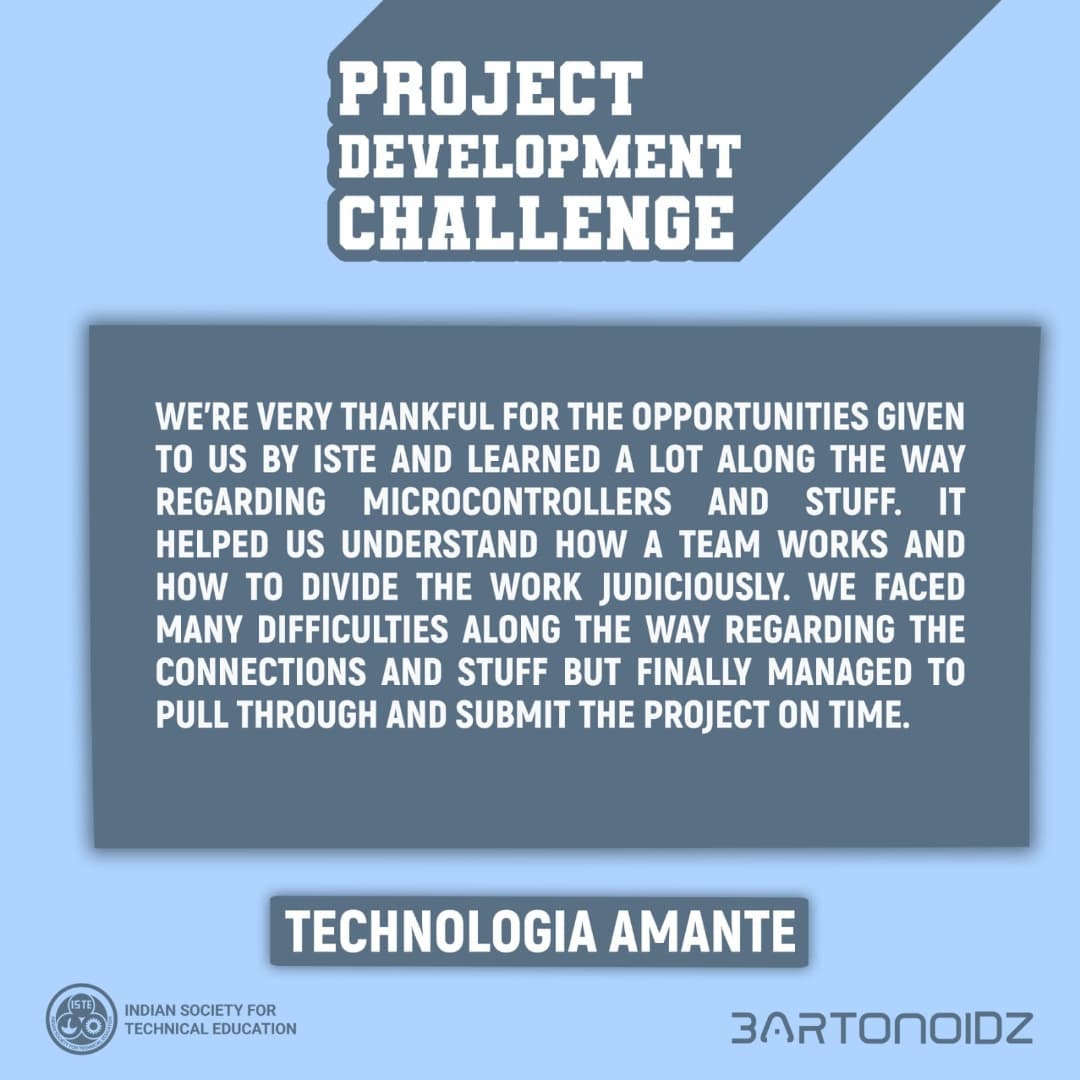 PROJECT
DEVELOPMENT
CHALLENGE
WE'RE VERY THANKFUL FOR THE OPPORTUNITIES GIVEN
TO US BY ISTE AND LEARNED A LOT ALONG THE WAY
REGARDING MICROCONTROLLERS AND STUFF. IT
HELPED US UNDERSTAND HOW A TEAM WORKS AND
HOW TO DIVIDE THE WORK JUDICIOUSLY. WE FACED
MANY DIFFICULTIES ALONG THE WAY REGARDING THE
CONNECTIONS AND STUFF BUT FINALLY MANAGED TO
PULL THROUGH AND SUBMIT THE PROJECT ON TIME.
TECHNOLOGIA AMANTE
ISTE
INDIAN SOCIETY FOR
TECHNICAL EDUCATION
BARTONOIDZ